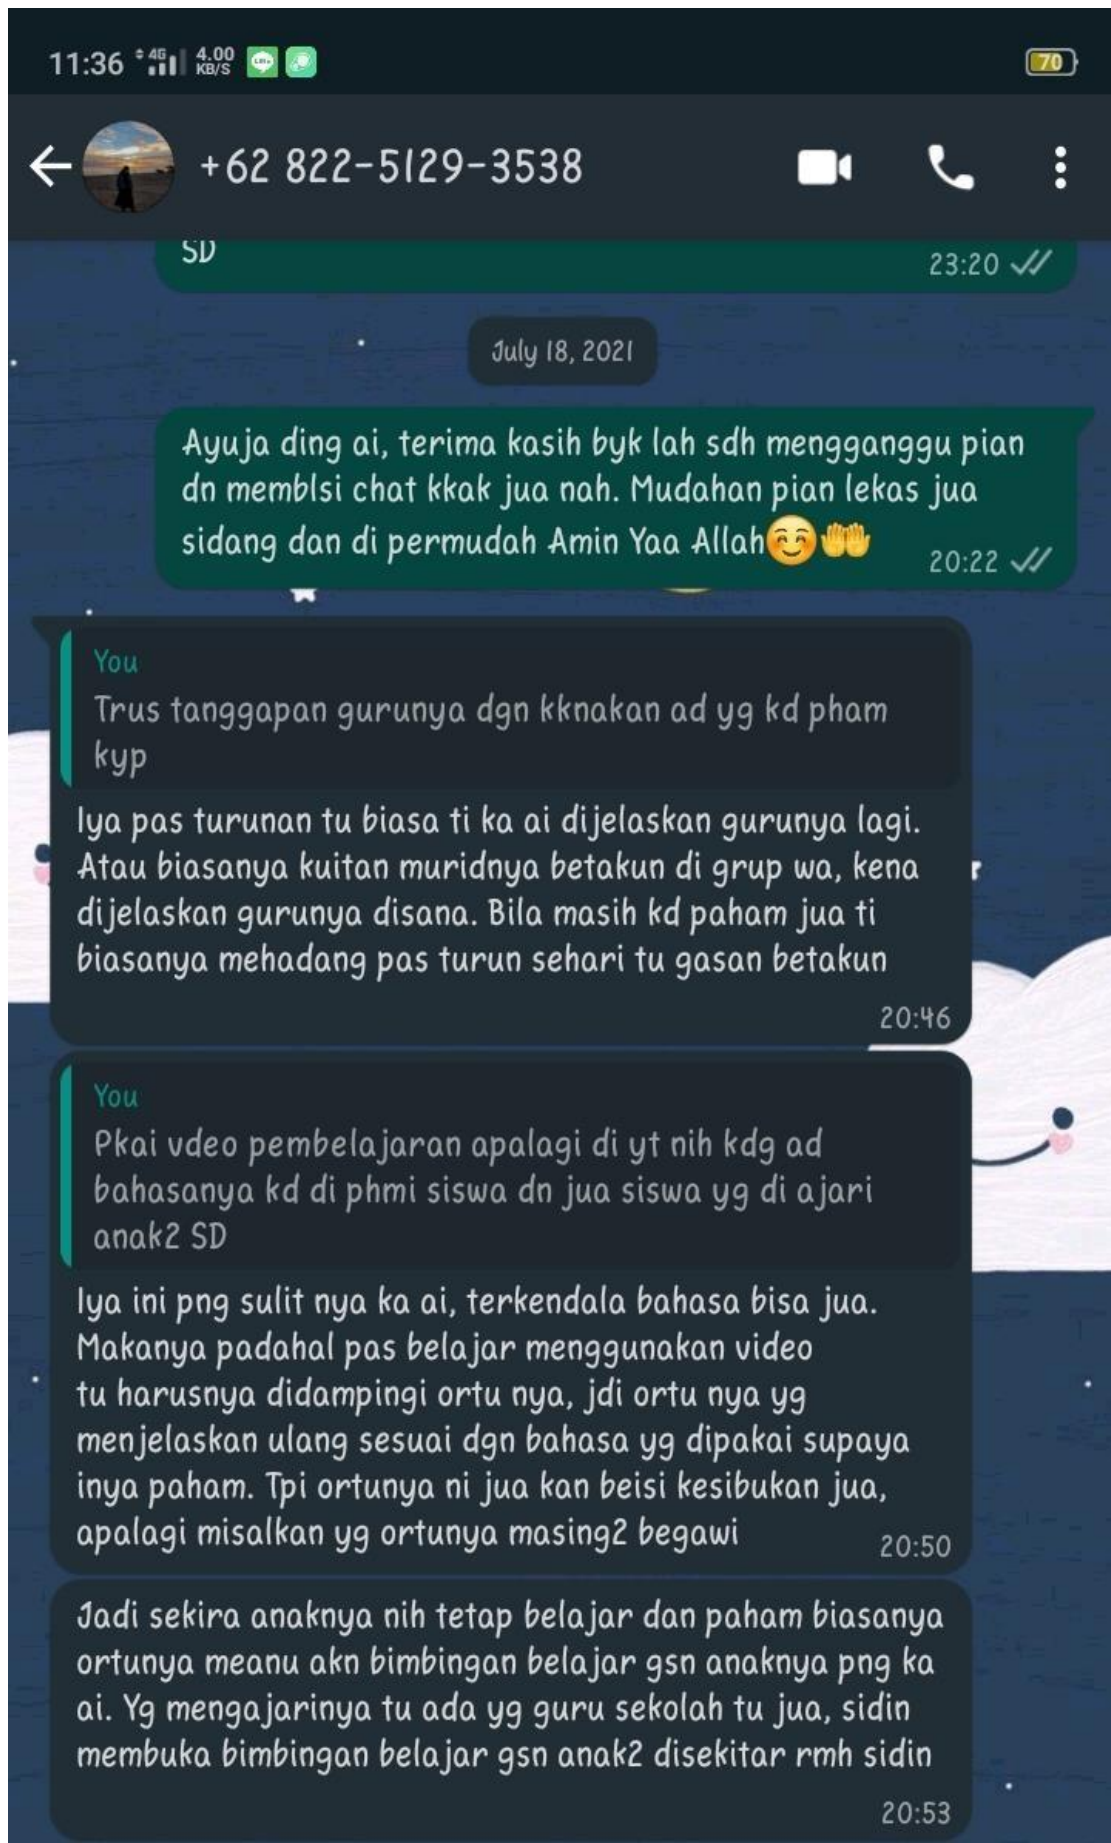 11:36 4G 4.00 KB/S 70
+62 822-5129-3538
SD
23:20
July 18, 2021
Ayuja ding ai, terima kasih byk lah sdh mengganggu pian
dn memblsi chat kkak jua nah. Mudahan pian lekas jua
sidang dan di permudah Amin Yaa Allah☺️🤲
20:22
You
Trus tanggapan gurunya dgn kknakan ad yg kd pham
kyp
Iya pas turunan tu biasa ti ka ai dijelaskan gurunya lagi.
Atau biasanya kuitan muridnya betakun di grup wa, kena
dijelaskan gurunya disana. Bila masih kd paham jua ti
biasanya mehadang pas turun sehari tu gasan betakun
20:46
You
Pkai vdeo pembelajaran apalagi di yt nih kdg ad
bahasanya kd di phmi siswa dn jua siswa yg di ajari
anak2 SD
Iya ini png sulit nya ka ai, terkendala bahasa bisa jua.
Makanya padahal pas belajar menggunakan video
tu harusnya didampingi ortu nya, jdi ortu nya yg
menjelaskan ulang sesuai dgn bahasa yg dipakai supaya
inya paham. Tpi ortunya ni jua kan beisi kesibukan jua,
apalagi misalkan yg ortunya masing2 begawi
20:50
Jadi sekira anaknya nih tetap belajar dan paham biasanya
ortunya meanu akn bimbingan belajar gsn anaknya png ka
ai. Yg mengajarinya tu ada yg guru sekolah tu jua, sidin
membuka bimbingan belajar gsn anak2 disekitar rmh sidin
20:53